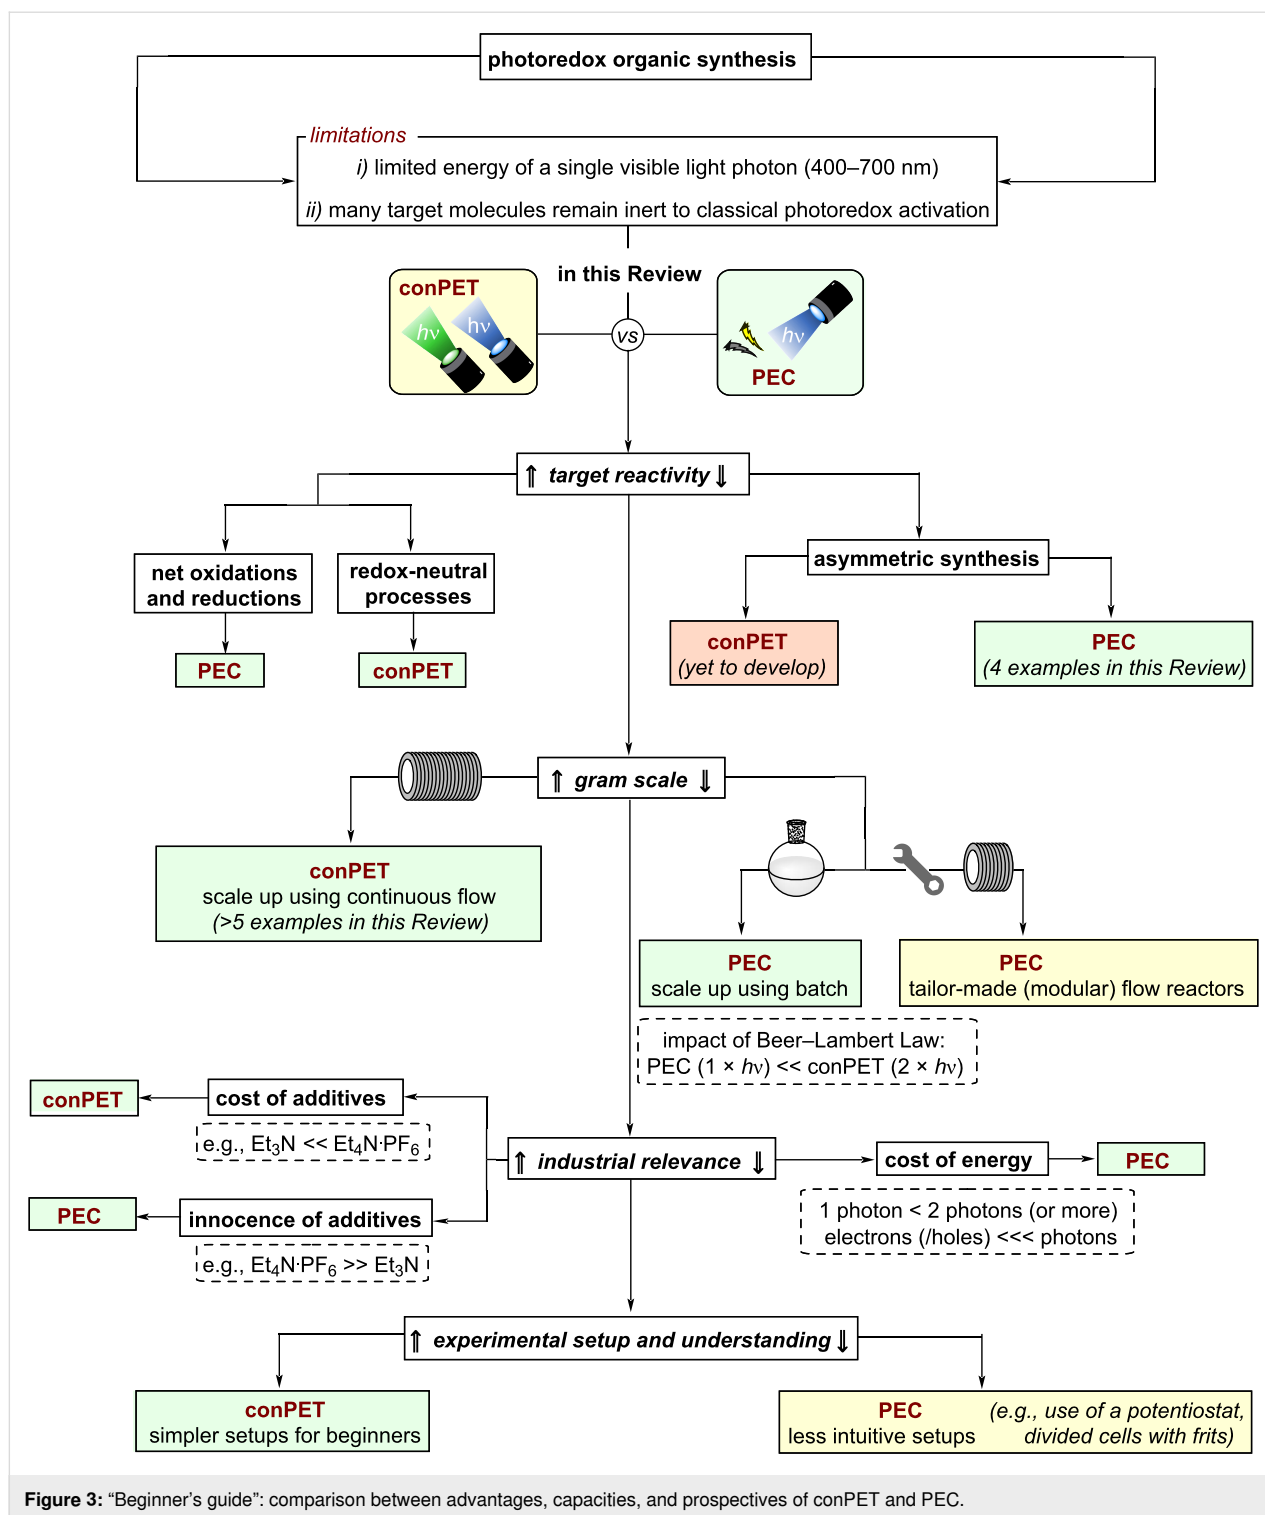 photoredox organic synthesis
limitations
i) limited energy of a single visible light photon (400–700 nm)
ii) many target molecules remain inert to classical photoredox activation
in this Review
conPET
hν hν
vs
hν
PEC
⇑ target reactivity ⇓
net oxidations
and reductions
redox-neutral
processes
asymmetric synthesis
PEC
conPET
conPET
(yet to develop)
PEC
(4 examples in this Review)
⇑ gram scale ⇓
conPET
scale up using continuous flow
(>5 examples in this Review)
PEC
scale up using batch
PEC
tailor-made (modular) flow reactors
impact of Beer–Lambert Law:
PEC (1 × hν) << conPET (2 × hν)
conPET
cost of additives
e.g., Et₃N << Et₄N·PF₆
⇑ industrial relevance ⇓
cost of energy
PEC
PEC
innocence of additives
e.g., Et₄N·PF₆ >> Et₃N
1 photon < 2 photons (or more)
electrons (/holes) <<< photons
⇑ experimental setup and understanding ⇓
conPET
simpler setups for beginners
PEC (e.g., use of a potentiostat,
less intuitive setups divided cells with frits)
Figure 3: “Beginner’s guide”: comparison between advantages, capacities, and prospectives of conPET and PEC.